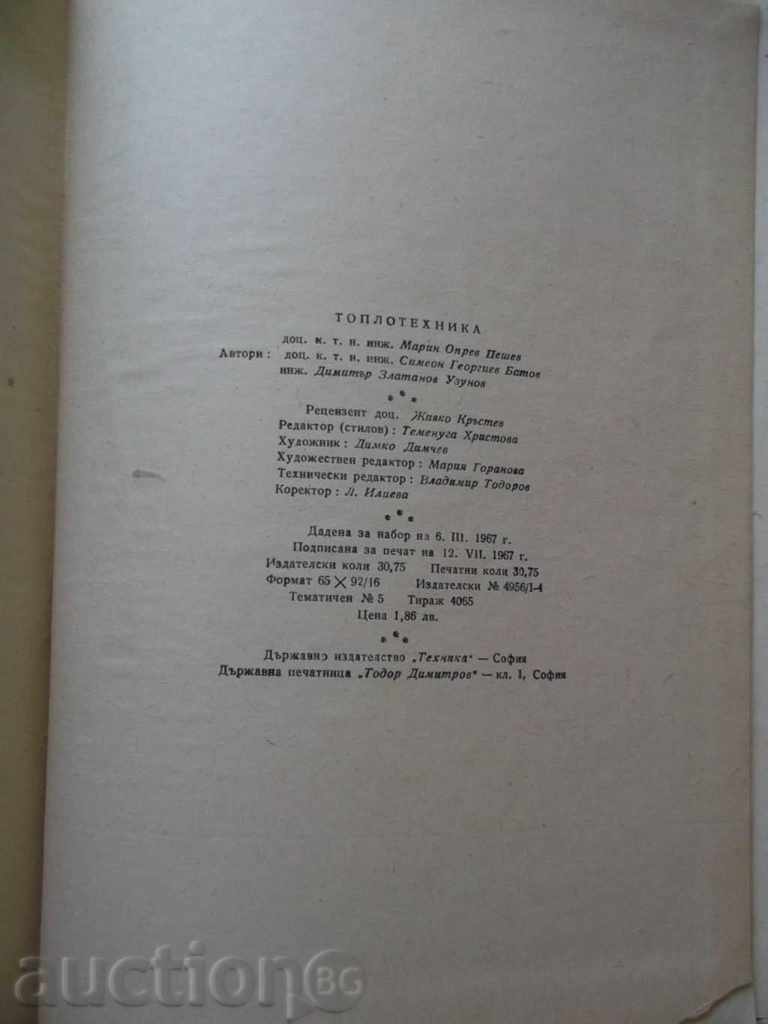 ТОПЛОТЕХНИКА
доц. к. т. н. инж. Марин Опрев Пешев
Автори: доц. к. т. н. инж. Симеон Георгиев Батов
инж. Димитър Златанов Узунов
Рецензент доц. Живко Кръстев
Редактор (стилов): Теменуга Христова
Художник: Димко Димчев
Художествен редактор: Мария Горанова
Технически редактор: Владимир Тодоров
Коректор: Л. Илиева
Дадена за набор на 6. III. 1967 г.
Подписана за печат на 12. VII. 1967 г.
Издателски коли 30,75 Печатни коли 30,75
Формат 65 × 92/16 Издателски № 4956/1-4
Тематичен № 5 Тираж 4065
Цена 1,86 лв.
Държавно издателство „Техника“ — София
Държавна печатница „Тодор Димитров“ — кл. 1, София
auction BG